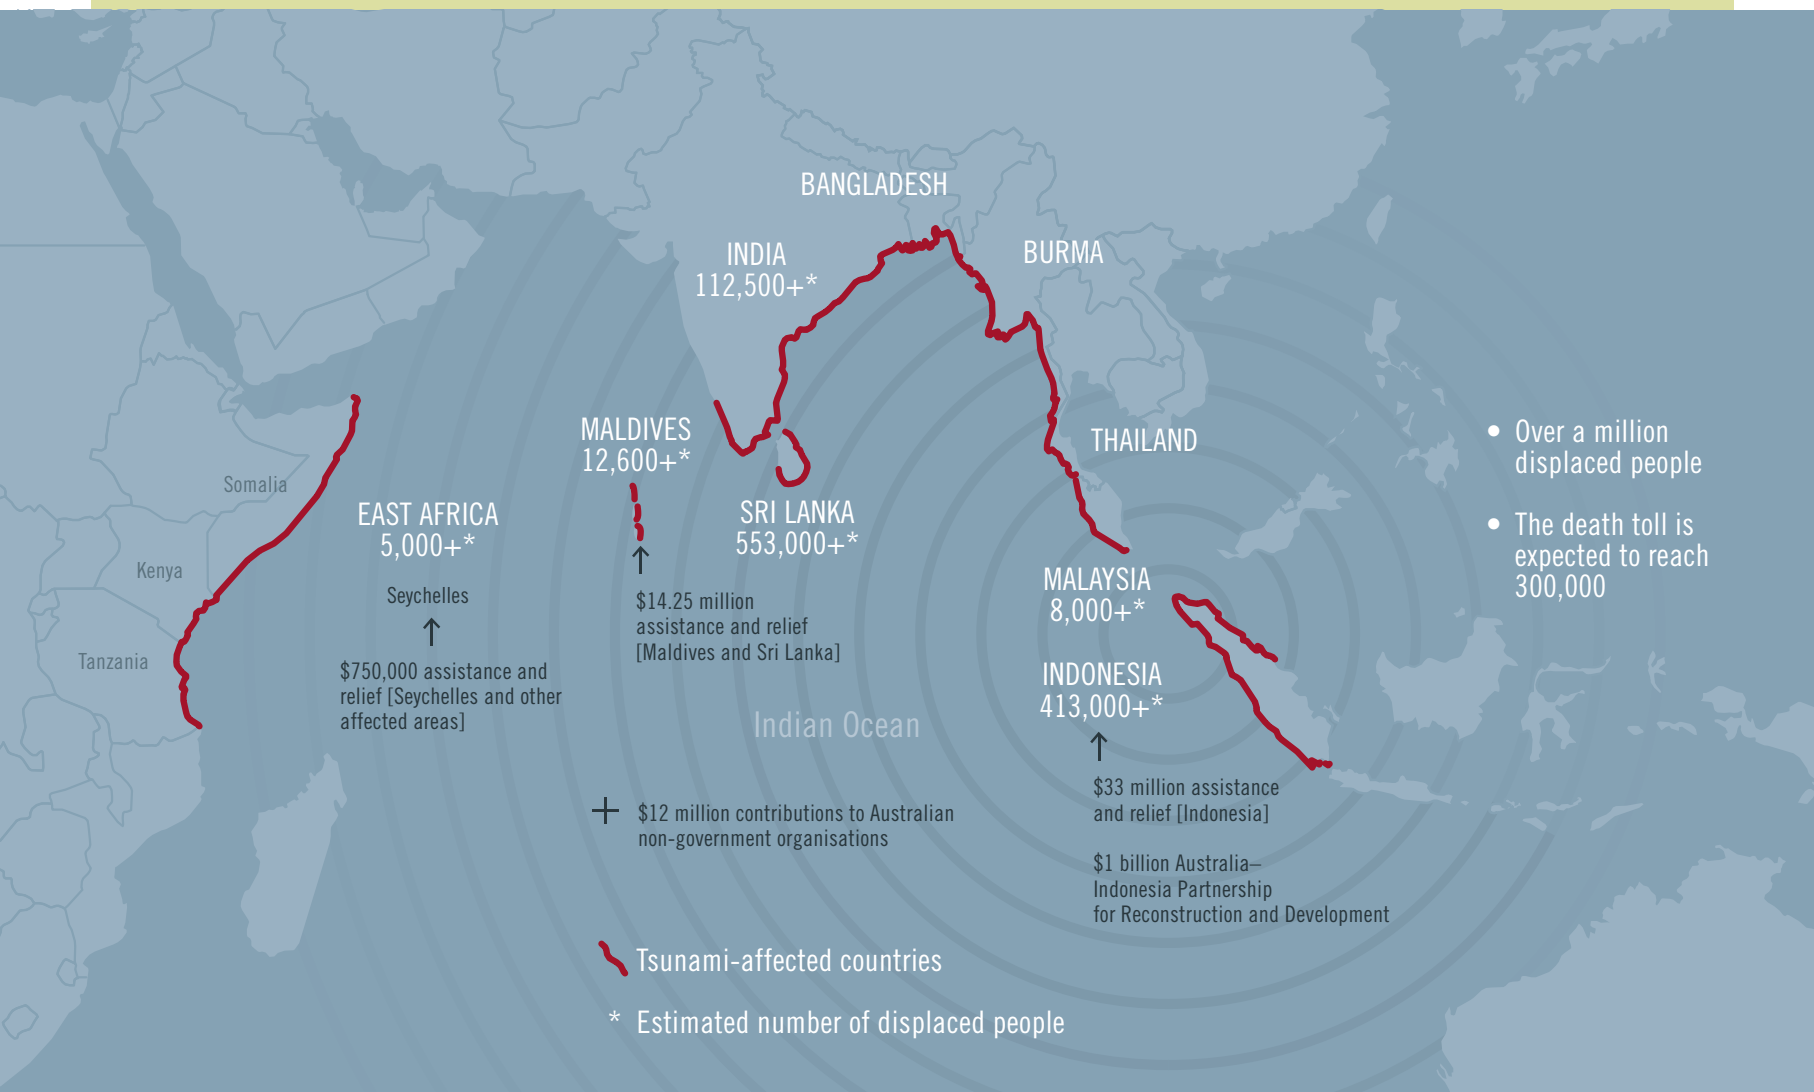 BANGLADESH
INDIA
112,500+*
BURMA
MALDIVES
12,600+*
THAILAND
Over a million
displaced people
The death toll is
expected to reach
300,000
Somalia
EAST AFRICA
5,000+*
SRI LANKA
553,000+*
Kenya
Seychelles
$750,000 assistance and
relief [Seychelles and other
affected areas]
Tanzania
$14.25 million
assistance and relief
[Maldives and Sri Lanka]
MALAYSIA
8,000+*
INDONESIA
413,000+*
Indian Ocean
$33 million assistance
and relief [Indonesia]
$1 billion Australia–
Indonesia Partnership
for Reconstruction and Development
+ $12 million contributions to Australian
non-government organisations
Tsunami-affected countries
* Estimated number of displaced people